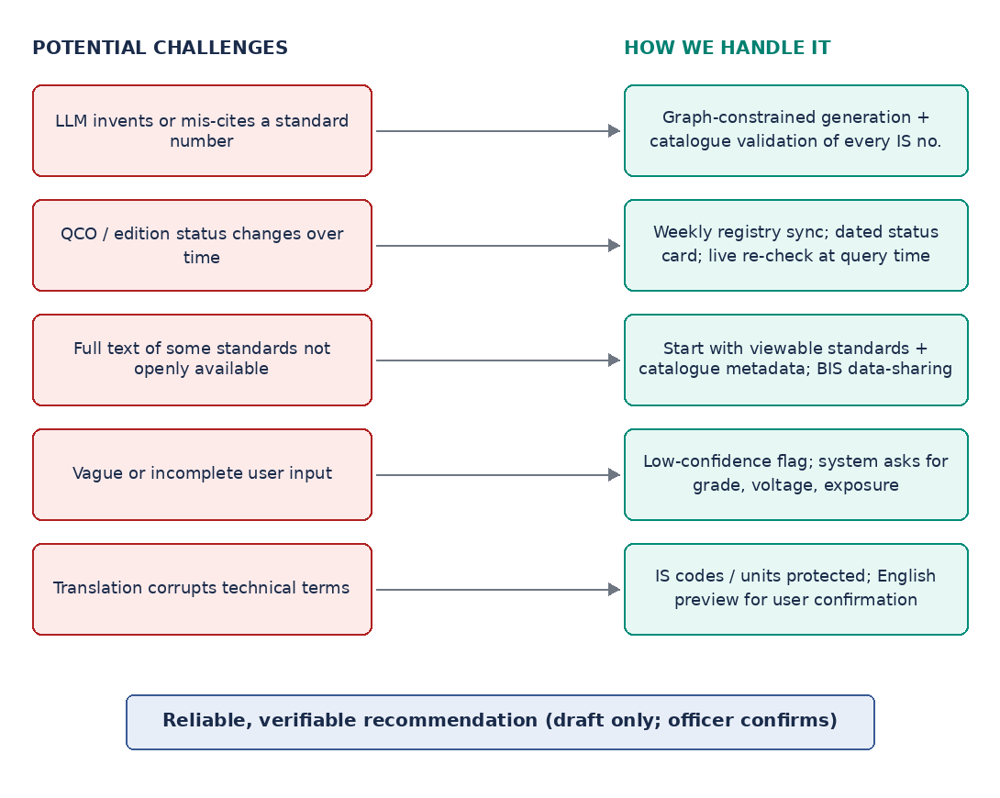 POTENTIAL CHALLENGES
HOW WE HANDLE IT
LLM invents or mis-cites a standard
number
Graph-constrained generation +
catalogue validation of every IS no.
QCO / edition status changes over
time
Weekly registry sync; dated status
card; live re-check at query time
Full text of some standards not
openly available
Start with viewable standards +
catalogue metadata; BIS data-sharing
Vague or incomplete user input
Low-confidence flag; system asks for
grade, voltage, exposure
Translation corrupts technical terms
IS codes / units protected; English
preview for user confirmation
Reliable, verifiable recommendation (draft only; officer confirms)